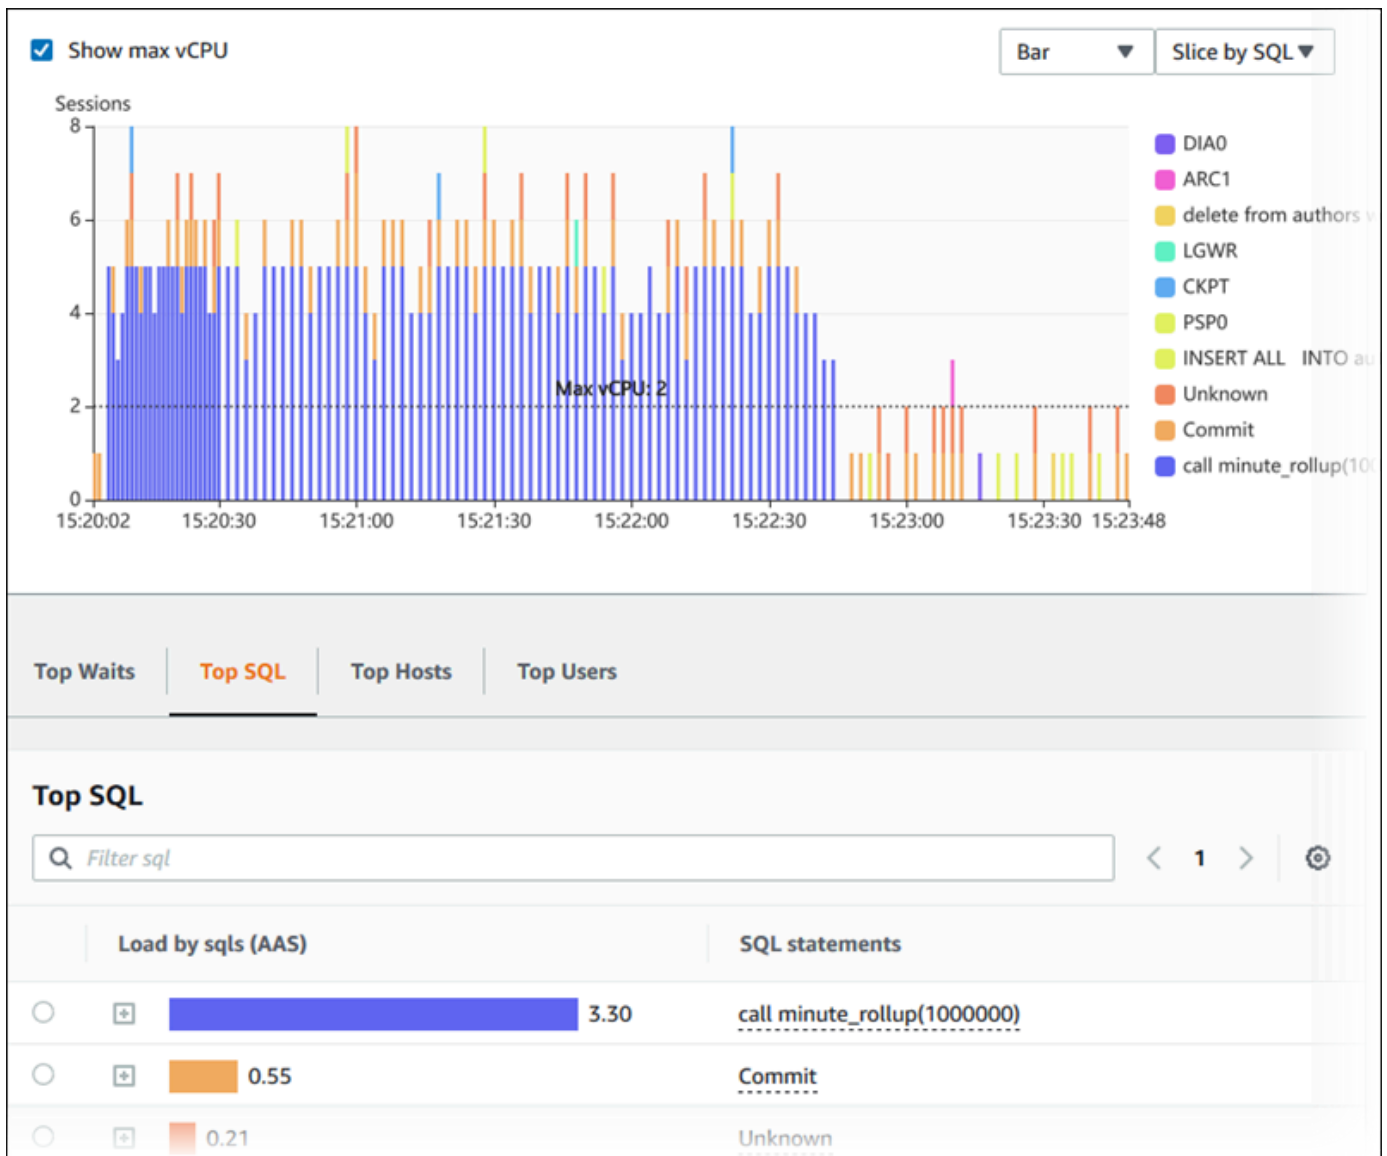 Show max vCPU
Bar
Slice by SQL
Sessions
8
6
4
2
0
Max vCPU: 2
15:20:02 15:20:30 15:21:00 15:21:30 15:22:00 15:22:30 15:23:00 15:23:30 15:23:48
DIA0
ARC1
delete from authors w
LGWR
CKPT
PSP0
INSERT ALL INTO au
Unknown
Commit
call minute_rollup(100
Top Waits Top SQL Top Hosts Top Users
Top SQL
Filter sql
1
Load by sqls (AAS) SQL statements
3.30 call minute_rollup(1000000)
0.55 Commit
0.21 Unknown